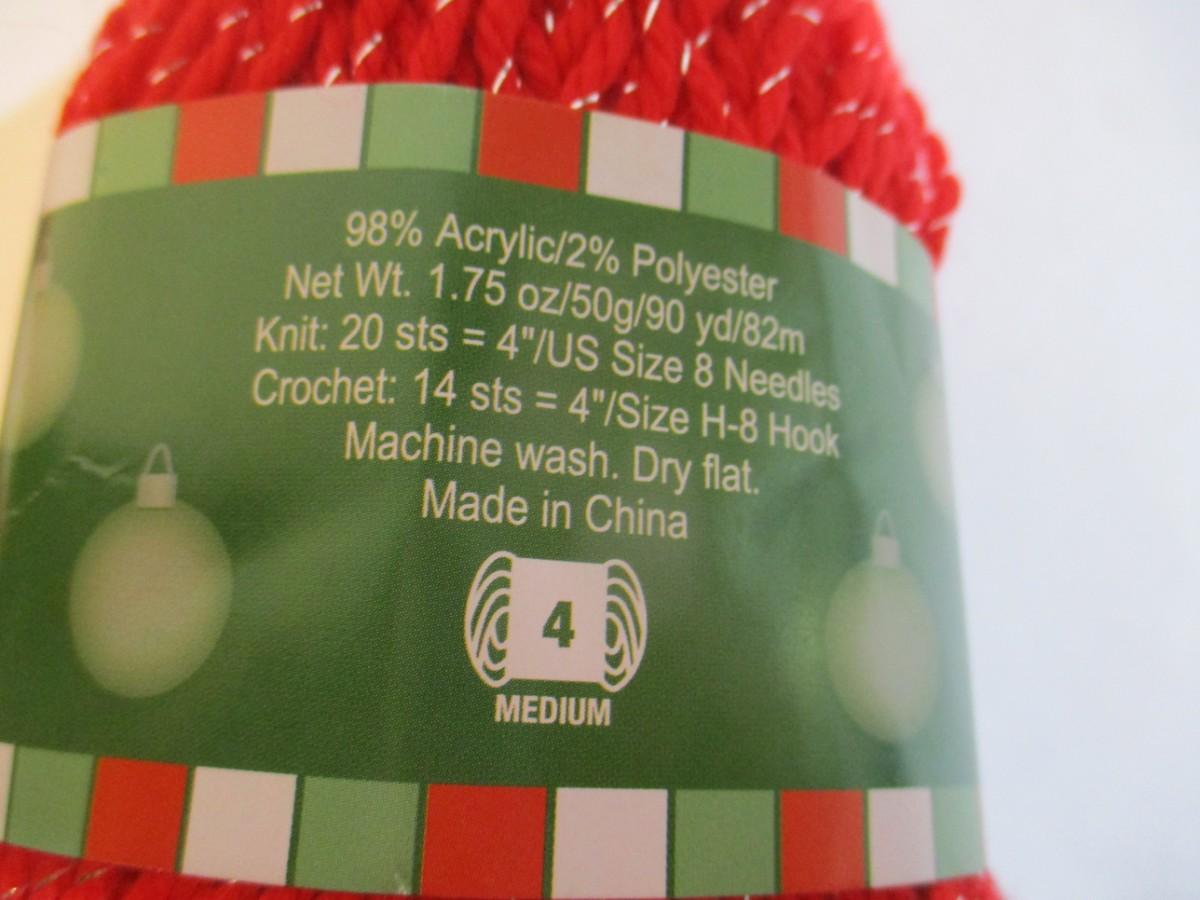 98% Acrylic/2% Polyester
Net Wt. 1.75 oz/50g/90 yd/82m
Knit: 20 sts = 4"/US Size 8 Needles
Crochet: 14 sts = 4"/Size H-8 Hook
Machine wash. Dry flat.
Made in China
4
MEDIUM